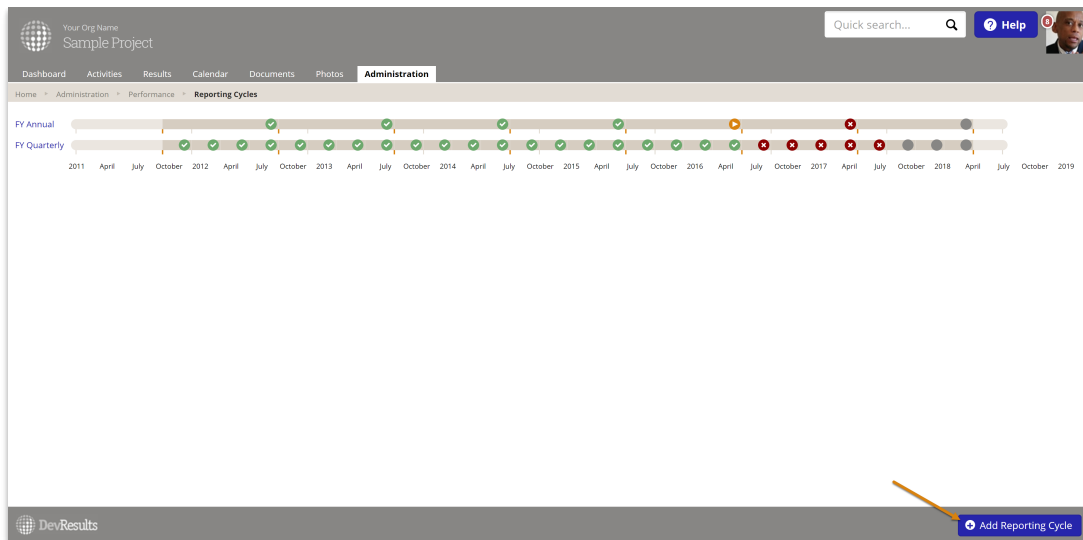 Your Org Name
Sample Project
Quick search...
Help
8
Dashboard Activities Results Calendar Documents Photos Administration
Home Administration Performance Reporting Cycles
FY Annual
FY Quarterly
2011 April July October 2012 April July October 2013 April July October 2014 April July October 2015 April July October 2016 April July October 2017 April July October 2018 April July October 2019
DevResults
Add Reporting Cycle